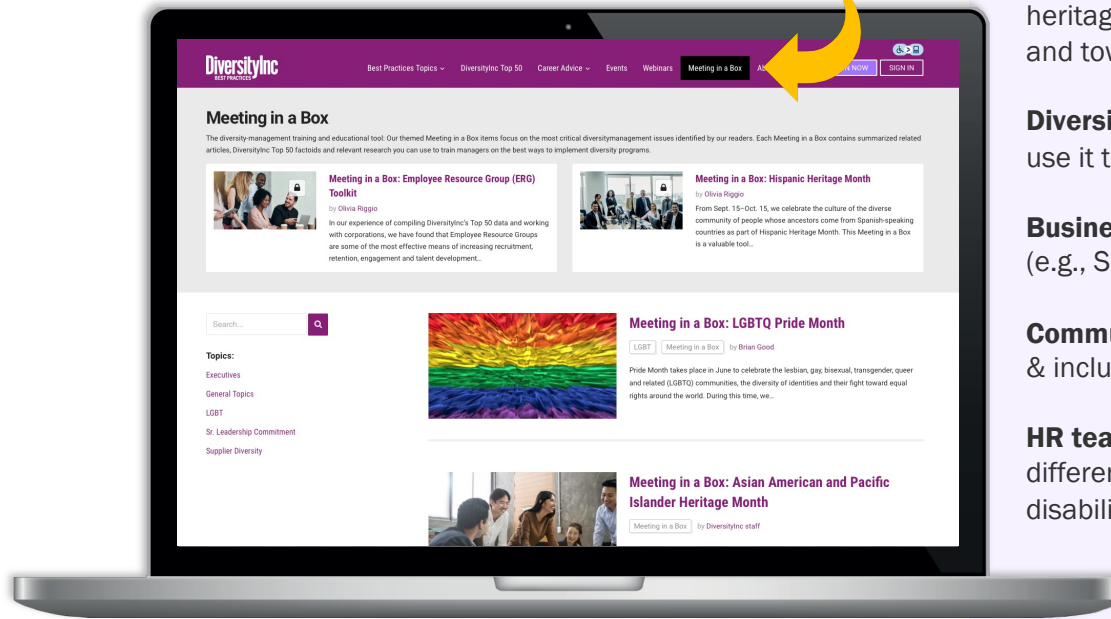 DiversityInc
BEST PRACTICES
Best Practices Topics
DiversityInc Top 50
Career Advice
Events
Webinars
Meeting in a Box
NOW
SIGN IN
Meeting in a Box
The diversity-management training and educational tool: Our themed Meeting in a Box items focus on the most critical diversitymanagement issues identified by our readers. Each Meeting in a Box contains summarized related
articles, DiversityInc Top 50 factoids and relevant research you can use to train managers on the best ways to implement diversity programs.
Meeting in a Box: Employee Resource Group (ERG)
Toolkit
by Olivia Riggio
In our experience of compiling DiversityInc's Top 50 data and working
with corporations, we have found that Employee Resource Groups
are some of the most effective means of increasing recruitment,
retention, engagement and talent development...
Meeting in a Box: Hispanic Heritage Month
by Olivia Riggio
From Sept. 15–Oct. 15, we celebrate the culture of the diverse
community of people whose ancestors come from Spanish-speaking
countries as part of Hispanic Heritage Month. This Meeting in a Box
is a valuable tool...
Search...
Topics:
Executives
General Topics
LGBT
Sr. Leadership Commitment
Supplier Diversity
Meeting in a Box: LGBTQ Pride Month
LGBT Meeting in a Box by Brian Good
Pride Month takes place in June to celebrate the lesbian, gay, bisexual, transgender, queer
and related (LGBTQ) communities, the diversity of identities and their fight toward equal
rights around the world. During this time, we...
Meeting in a Box: Asian American and Pacific
Islander Heritage Month
Meeting in a Box by DiversityInc staff
heritag
and tov
Diversi
use it t
Busine
(e.g., S
Commu
& inclu
HR tea
differen
disabili